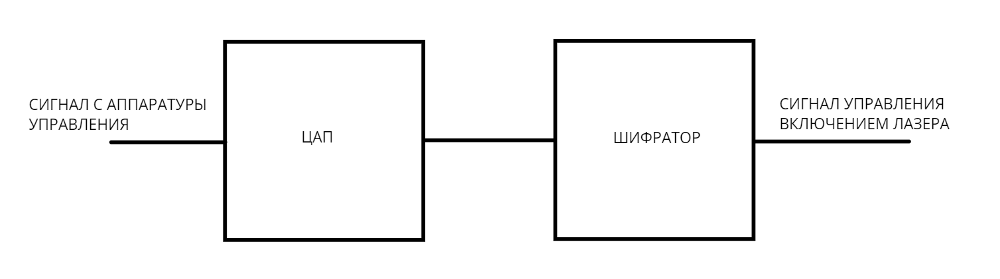 СИГНАЛ С АППАРАТУРЫ
УПРАВЛЕНИЯ
ЦАП
ШИФРАТОР
СИГНАЛ УПРАВЛЕНИЯ
ВКЛЮЧЕНИЕМ ЛАЗЕРА